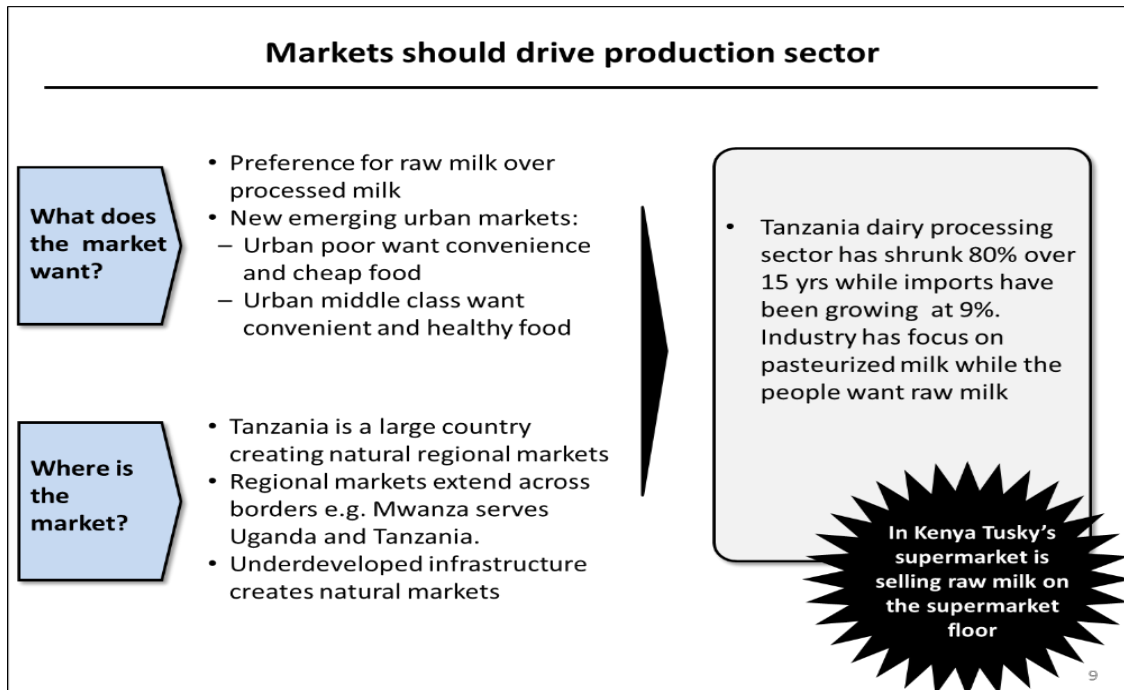 Markets should drive production sector
What does
the market
want?
• Preference for raw milk over
processed milk
• New emerging urban markets:
– Urban poor want convenience
and cheap food
– Urban middle class want
convenient and healthy food
Where is
the
market?
• Tanzania is a large country
creating natural regional markets
• Regional markets extend across
borders e.g. Mwanza serves
Uganda and Tanzania.
• Underdeveloped infrastructure
creates natural markets
• Tanzania dairy processing
sector has shrunk 80% over
15 yrs while imports have
been growing at 9%.
Industry has focus on
pasteurized milk while the
people want raw milk
In Kenya Tusky’s
supermarket is
selling raw milk on
the supermarket
floor
9